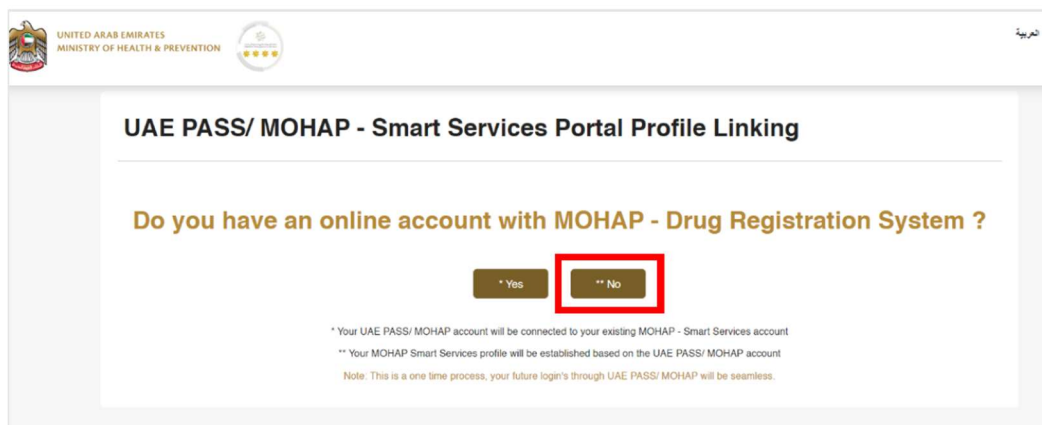 UNITED ARAB EMIRATES
MINISTRY OF HEALTH & PREVENTION
العربية
UAE PASS/ MOHAP - Smart Services Portal Profile Linking
Do you have an online account with MOHAP - Drug Registration System ?
* Yes
** No
* Your UAE PASS/ MOHAP account will be connected to your existing MOHAP - Smart Services account
** Your MOHAP Smart Services profile will be established based on the UAE PASS/ MOHAP account
Note: This is a one time process, your future login's through UAE PASS/ MOHAP will be seamless.